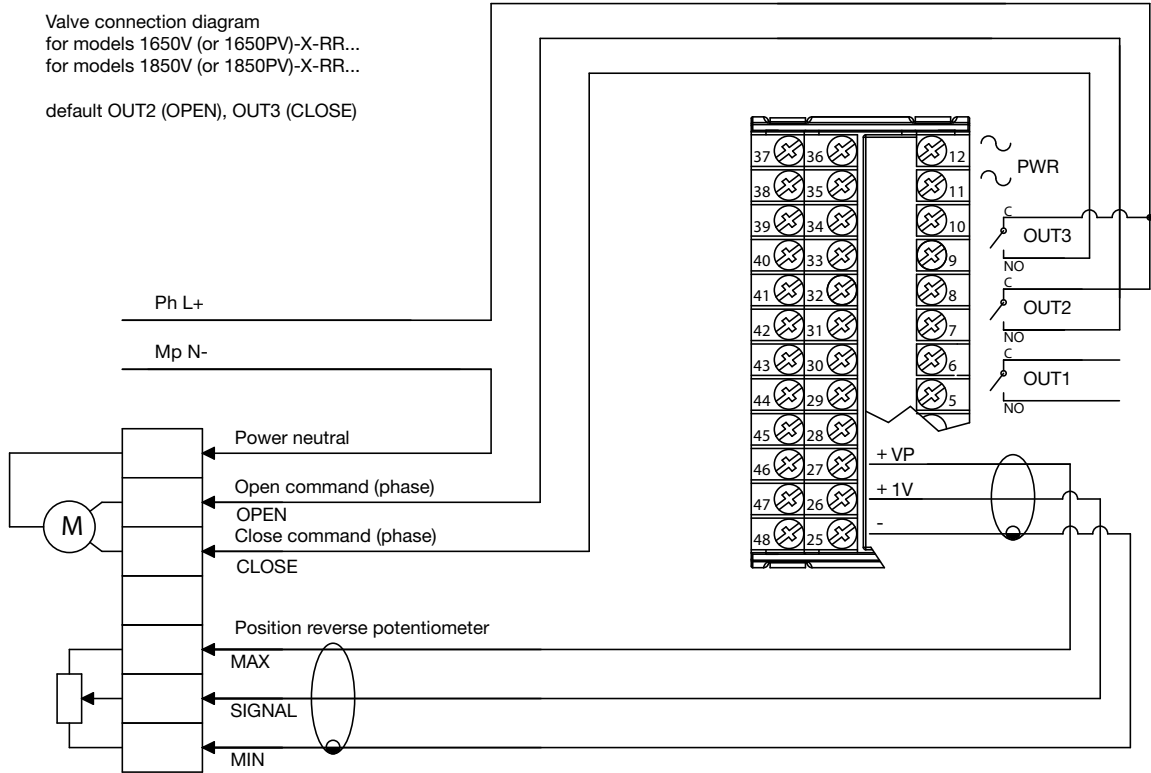 Valve connection diagram
for models 1650V (or 1650PV)-X-RR...
for models 1850V (or 1850PV)-X-RR...
default OUT2 (OPEN), OUT3 (CLOSE)
37 36 12
38 35 11
PWR
39 34 10
C
OUT3
40 33 9
NO
41 32 8
C
OUT2
42 31 7
NO
43 30 6
C
OUT1
44 29 5
NO
45 28
46 27
+ VP
47 26
+ 1V
48 25
-
Ph L+
Mp N-
Power neutral
Open command (phase)
OPEN
M
Close command (phase)
CLOSE
Position reverse potentiometer
MAX
SIGNAL
MIN